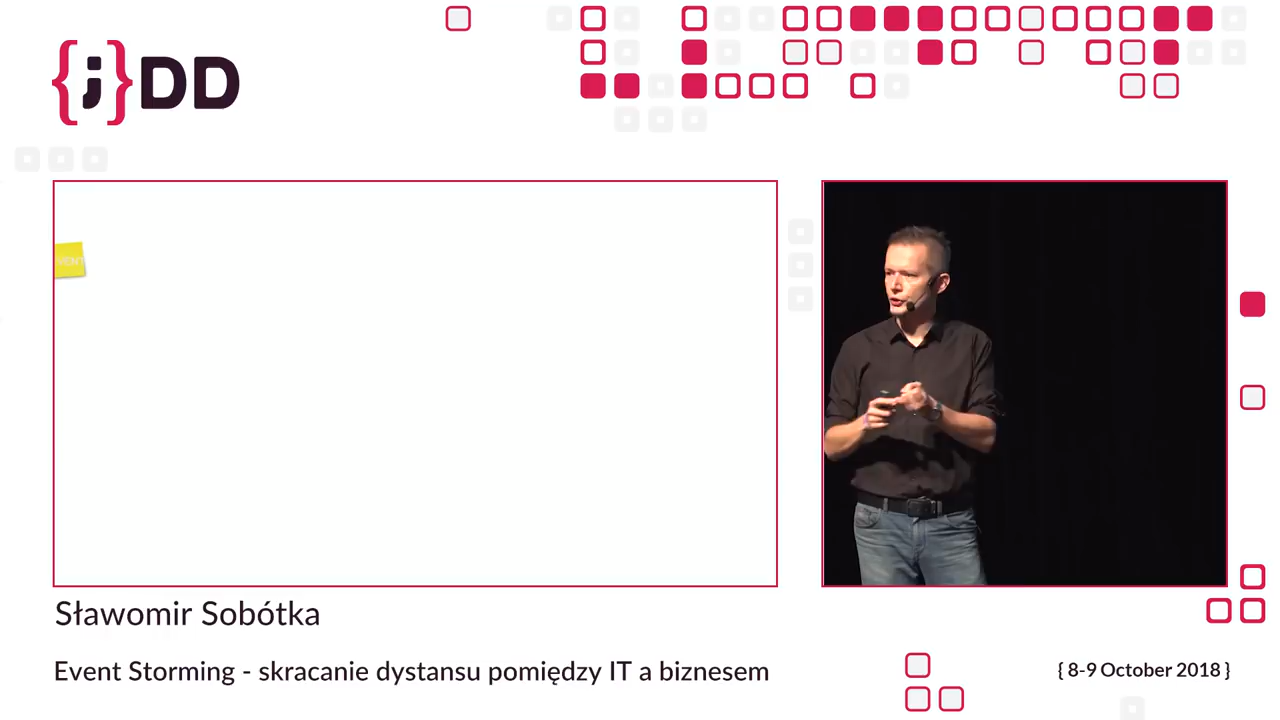 {j}DD
Sławomir Sobótka
Event Storming - skracanie dystansu pomiędzy IT a biznesem
{ 8-9 October 2018 }